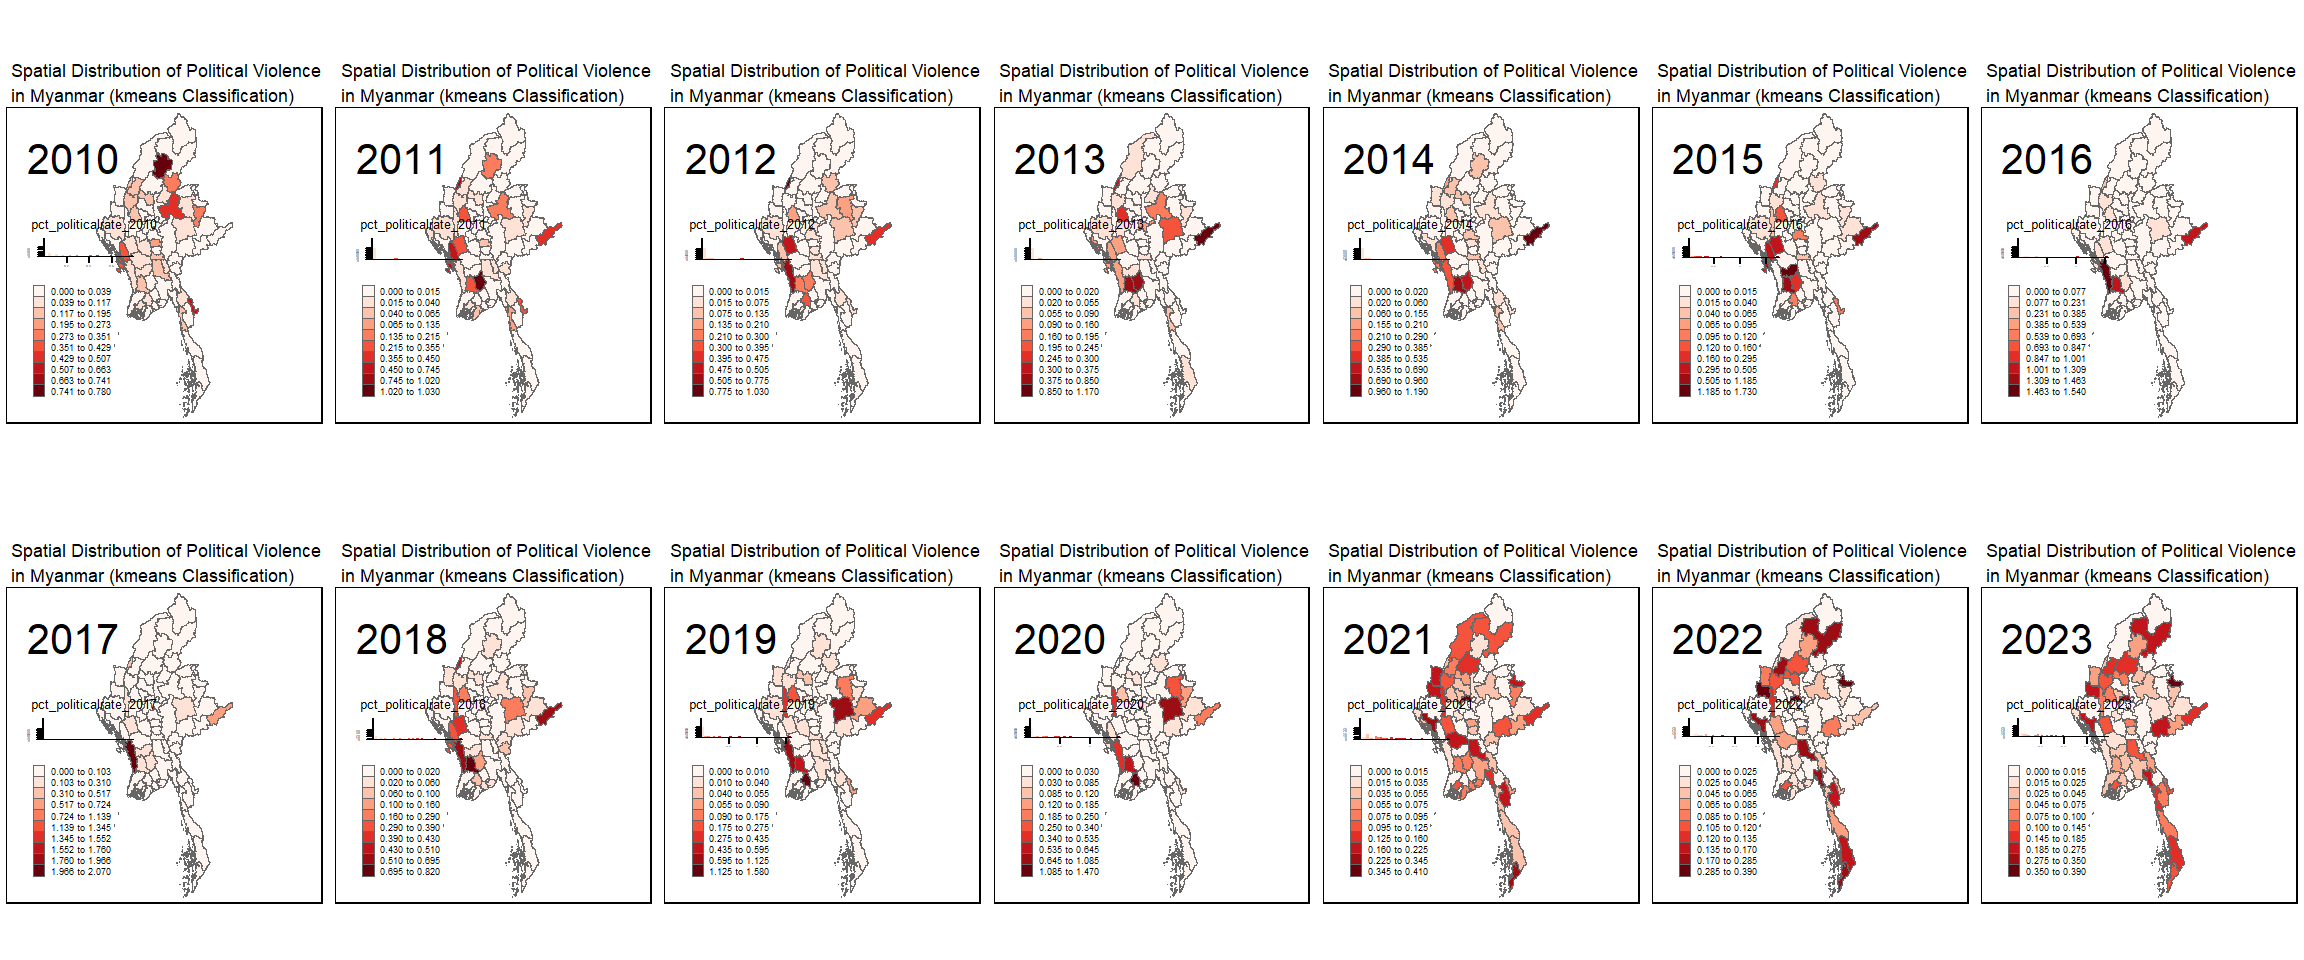 Spatial Distribution of Political Violence
in Myanmar (kmeans Classification)
2010
pct_politicalrate_2010
0.000 to 0.039
0.039 to 0.117
0.117 to 0.195
0.195 to 0.273
0.273 to 0.351
0.351 to 0.429
0.429 to 0.507
0.507 to 0.663
0.663 to 0.741
0.741 to 0.780
Spatial Distribution of Political Violence
in Myanmar (kmeans Classification)
2011
pct_politicalrate_2011
0.000 to 0.015
0.015 to 0.040
0.040 to 0.065
0.065 to 0.135
0.135 to 0.215
0.215 to 0.355
0.355 to 0.450
0.450 to 0.745
0.745 to 1.020
1.020 to 1.030
Spatial Distribution of Political Violence
in Myanmar (kmeans Classification)
2012
pct_politicalrate_2012
0.000 to 0.015
0.015 to 0.075
0.075 to 0.135
0.135 to 0.210
0.210 to 0.300
0.300 to 0.395
0.395 to 0.475
0.475 to 0.505
0.505 to 0.775
0.775 to 1.030
Spatial Distribution of Political Violence
in Myanmar (kmeans Classification)
2013
pct_politicalrate_2013
0.000 to 0.020
0.020 to 0.055
0.055 to 0.090
0.090 to 0.160
0.160 to 0.195
0.195 to 0.245
0.245 to 0.300
0.300 to 0.375
0.375 to 0.850
0.850 to 1.170
Spatial Distribution of Political Violence
in Myanmar (kmeans Classification)
2014
pct_politicalrate_2014
0.000 to 0.020
0.020 to 0.060
0.060 to 0.155
0.155 to 0.210
0.210 to 0.290
0.290 to 0.385
0.385 to 0.535
0.535 to 0.690
0.690 to 0.960
0.960 to 1.190
Spatial Distribution of Political Violence
in Myanmar (kmeans Classification)
2015
pct_politicalrate_2015
0.000 to 0.015
0.015 to 0.040
0.040 to 0.065
0.065 to 0.095
0.095 to 0.120
0.120 to 0.160
0.160 to 0.295
0.295 to 0.505
0.505 to 1.185
1.185 to 1.730
Spatial Distribution of Political Violence
in Myanmar (kmeans Classification)
2016
pct_politicalrate_2016
0.000 to 0.077
0.077 to 0.231
0.231 to 0.385
0.385 to 0.539
0.539 to 0.693
0.693 to 0.847
0.847 to 1.001
1.001 to 1.309
1.309 to 1.463
1.463 to 1.540
Spatial Distribution of Political Violence
in Myanmar (kmeans Classification)
2017
pct_politicalrate_2017
0.000 to 0.103
0.103 to 0.310
0.310 to 0.517
0.517 to 0.724
0.724 to 1.139
1.139 to 1.345
1.345 to 1.552
1.552 to 1.760
1.760 to 1.966
1.966 to 2.070
Spatial Distribution of Political Violence
in Myanmar (kmeans Classification)
2018
pct_politicalrate_2018
0.000 to 0.020
0.020 to 0.060
0.060 to 0.100
0.100 to 0.160
0.160 to 0.290
0.290 to 0.390
0.390 to 0.430
0.430 to 0.510
0.510 to 0.695
0.695 to 0.820
Spatial Distribution of Political Violence
in Myanmar (kmeans Classification)
2019
pct_politicalrate_2019
0.000 to 0.010
0.010 to 0.040
0.040 to 0.055
0.055 to 0.090
0.090 to 0.175
0.175 to 0.275
0.275 to 0.435
0.435 to 0.595
0.595 to 1.125
1.125 to 1.580
Spatial Distribution of Political Violence
in Myanmar (kmeans Classification)
2020
pct_politicalrate_2020
0.000 to 0.030
0.030 to 0.085
0.085 to 0.120
0.120 to 0.185
0.185 to 0.250
0.250 to 0.340
0.340 to 0.535
0.535 to 0.645
0.645 to 1.085
1.085 to 1.470
Spatial Distribution of Political Violence
in Myanmar (kmeans Classification)
2021
pct_politicalrate_2021
0.000 to 0.015
0.015 to 0.035
0.035 to 0.055
0.055 to 0.075
0.075 to 0.095
0.095 to 0.125
0.125 to 0.160
0.160 to 0.225
0.225 to 0.345
0.345 to 0.410
Spatial Distribution of Political Violence
in Myanmar (kmeans Classification)
2022
pct_politicalrate_2022
0.000 to 0.025
0.025 to 0.045
0.045 to 0.065
0.065 to 0.085
0.085 to 0.105
0.105 to 0.120
0.120 to 0.135
0.135 to 0.170
0.170 to 0.285
0.285 to 0.390
Spatial Distribution of Political Violence
in Myanmar (kmeans Classification)
2023
pct_politicalrate_2023
0.000 to 0.015
0.015 to 0.025
0.025 to 0.045
0.045 to 0.075
0.075 to 0.100
0.100 to 0.145
0.145 to 0.185
0.185 to 0.275
0.275 to 0.350
0.350 to 0.390